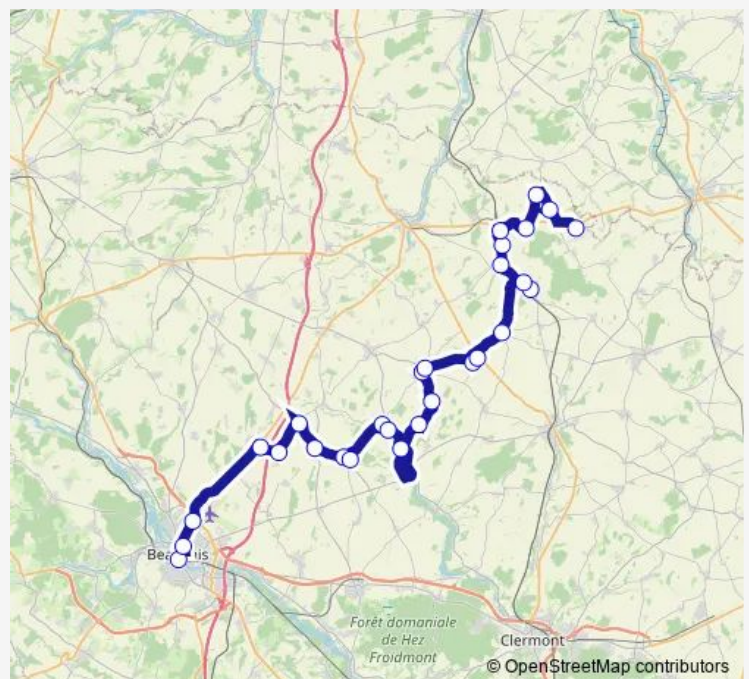 Forêt domaniale
de Hez
Froidmont
Clermont
© OpenStreetMap contributors